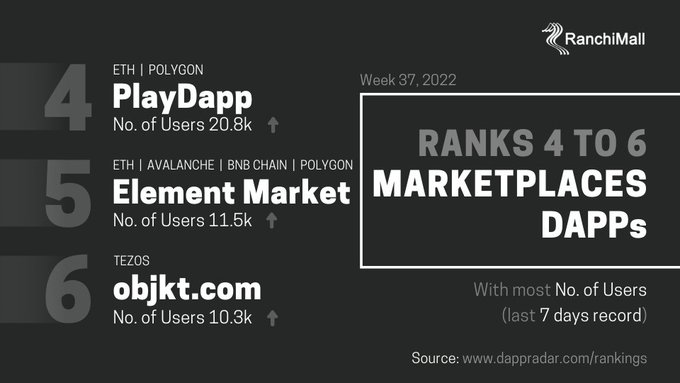 RanchiMall
4
ETH | POLYGON
PlayDapp
No. of Users 20.8k
5
ETH | AVALANCHE | BNB CHAIN | POLYGON
Element Market
No. of Users 11.5k
6
TEZOS
objkt.com
No. of Users 10.3k
Week 37, 2022
RANKS 4 TO 6
MARKETPLACES
DAPPs
With most No. of Users
(last 7 days record)
Source: www.dappradar.com/rankings